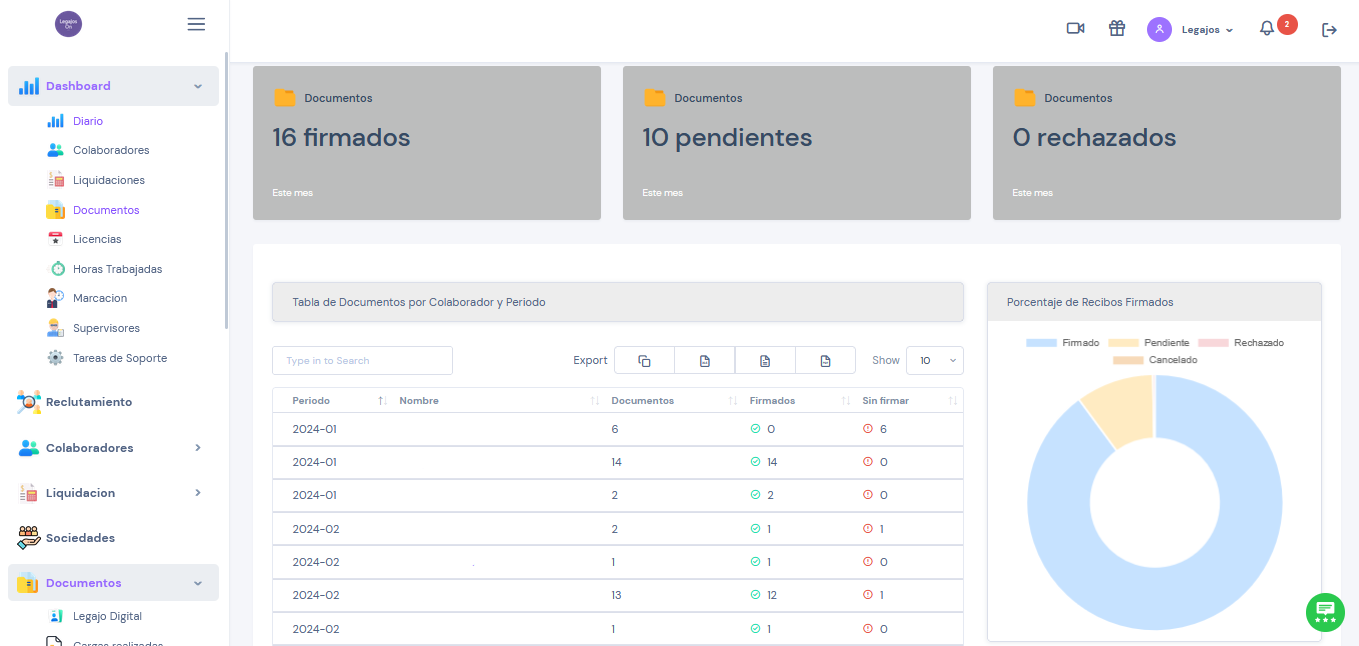 Legajos
On
Legajos
2
Dashboard
Diario
Colaboradores
Liquidaciones
Documentos
Licencias
Horas Trabajadas
Marcacion
Supervisores
Tareas de Soporte
Reclutamiento
Colaboradores
Liquidacion
Sociedades
Documentos
Legajo Digital
Cargas realizadas
Documentos
16 firmados
Este mes
Documentos
10 pendientes
Este mes
Documentos
0 rechazados
Este mes
Tabla de Documentos por Colaborador y Periodo
Type in to Search
Export
Show 10
Periodo Nombre Documentos Firmados Sin firmar
2024-01 6 0 6
2024-01 14 14 0
2024-01 2 2 0
2024-02 2 1 1
2024-02 . 1 1 0
2024-02 13 12 1
2024-02 1 1 0
Porcentaje de Recibos Firmados
Firmado Pendiente Rechazado
Cancelado